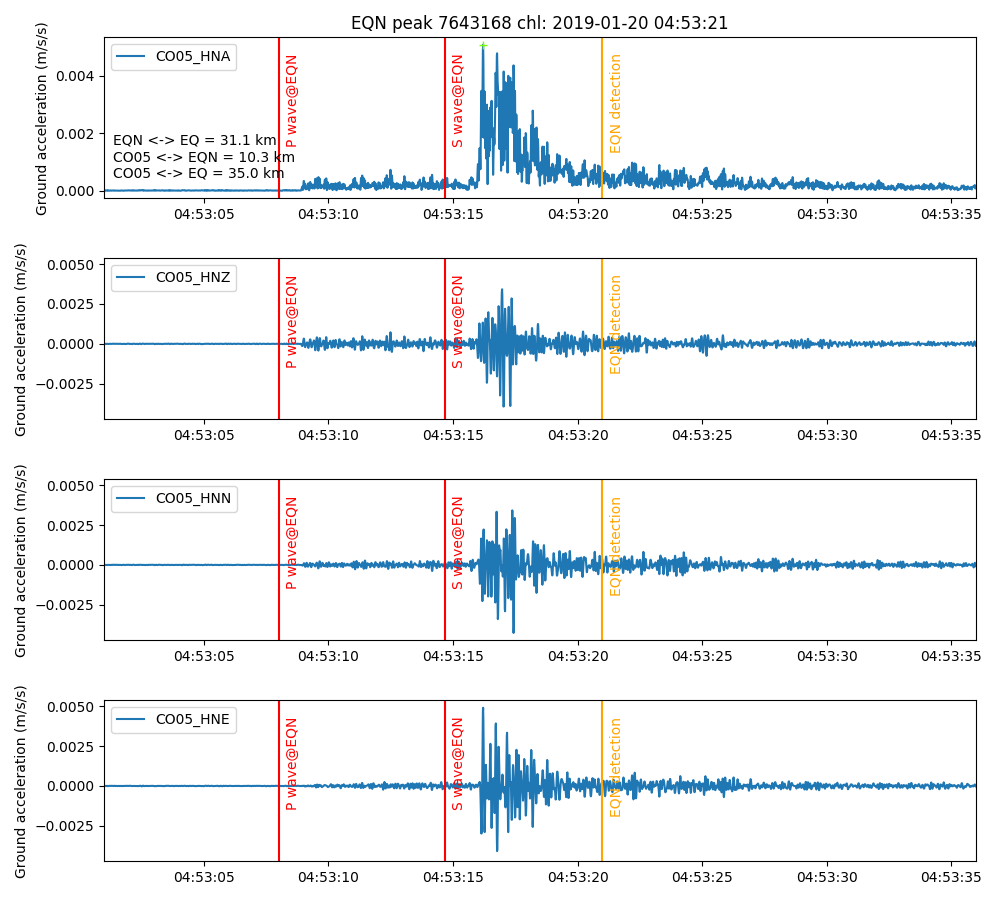 EQN peak 7643168 chl: 2019-01-20 04:53:21
Ground acceleration (m/s/s)
0.004
0.002
0.000
CO05_HNA
P wave@EQN
S wave@EQN
EQN detection
EQN <-> EQ = 31.1 km
CO05 <-> EQN = 10.3 km
CO05 <-> EQ = 35.0 km
04:53:05 04:53:10 04:53:15 04:53:20 04:53:25 04:53:30 04:53:35
Ground acceleration (m/s/s)
0.0050
0.0025
0.0000
−0.0025
CO05_HNZ
P wave@EQN
S wave@EQN
EQN detection
04:53:05 04:53:10 04:53:15 04:53:20 04:53:25 04:53:30 04:53:35
Ground acceleration (m/s/s)
0.0050
0.0025
0.0000
−0.0025
CO05_HNN
P wave@EQN
S wave@EQN
EQN detection
04:53:05 04:53:10 04:53:15 04:53:20 04:53:25 04:53:30 04:53:35
Ground acceleration (m/s/s)
0.0050
0.0025
0.0000
−0.0025
CO05_HNE
P wave@EQN
S wave@EQN
EQN detection
04:53:05 04:53:10 04:53:15 04:53:20 04:53:25 04:53:30 04:53:35